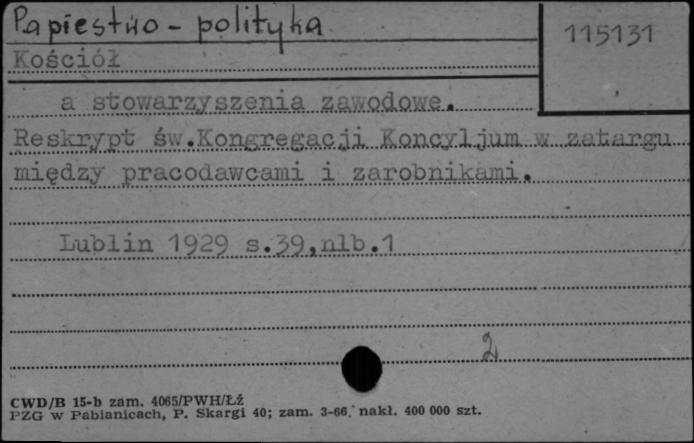 Papiestwo - polityka
115131
Kościół
a stowarzyszenia zawodowe.
Reskrypt św.Kongregacji Koncyljum w zatargu
między pracodawcami i zarobnikami.
Lublin 1929 s.39,nlb.1
2
CWD/B 15-b zam. 4065/PWH/Łź
PZG w Pabianicach, P. Skargi 40; zam. 3-66, nakł. 400 000 szt.